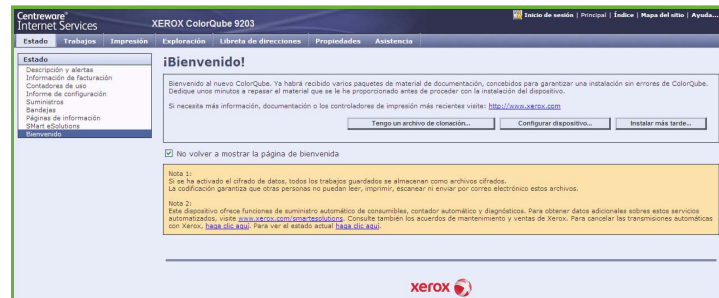 Centreware®
Internet Services
XEROX ColorQube 9203
Inicio de sesión | Principal | Índice | Mapa del sitio | Ayuda...
Estado Trabajos Impresión Exploración Libreta de direcciones Propiedades Asistencia
Estado
Descripción y alertas
Información de facturación
Contadores de uso
Informe de configuración
Suministros
Bandejas
Páginas de información
SMart eSolutions
Bienvenido
¡Bienvenido!
Bienvenido al nuevo ColorQube. Ya habrá recibido varios paquetes de material de documentación, concebidos para garantizar una instalación sin errores de ColorQube.
Dedique unos minutos a repasar el material que se le ha proporcionado antes de proceder con la instalación del dispositivo.
Si necesita más información, documentación o los controladores de impresión más recientes visite: http://www.xerox.com
Tengo un archivo de clonación... Configurar dispositivo... Instalar más tarde...
No volver a mostrar la página de bienvenida
Nota 1:
Si se ha activado el cifrado de datos, todos los trabajos guardados se almacenan como archivos cifrados.
La codificación garantiza que otras personas no puedan leer, imprimir, escanear ni enviar por correo electrónico estos archivos.
Nota 2:
Este dispositivo ofrece funciones de suministro automático de consumibles, contador automático y diagnósticos. Para obtener datos adicionales sobre estos servicios
automatizados, visite www.xerox.com/smartesolutions. Consulte también los acuerdos de mantenimiento y ventas de Xerox. Para cancelar las transmisiones automáticas
con Xerox, haga clic aquí. Para ver el estado actual haga clic aquí.
xerox